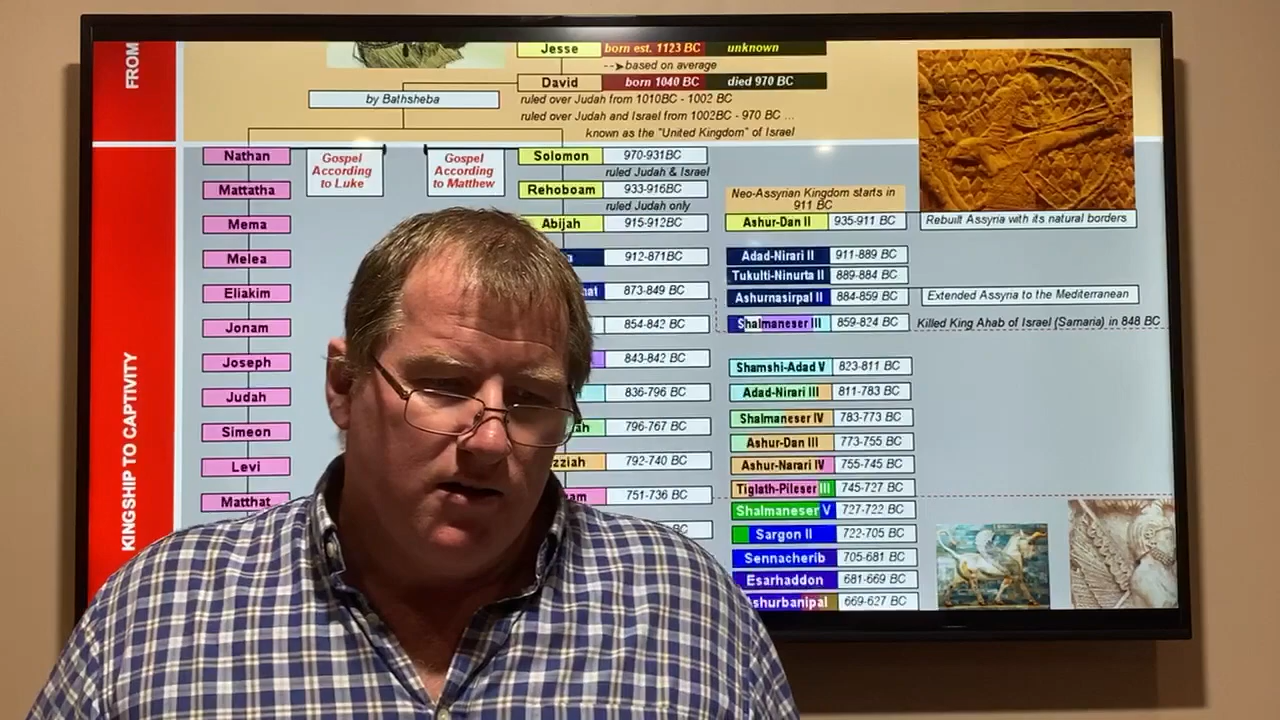 FROM
Jesse born est. 1123 BC unknown
--➤based on average
David born 1040 BC died 970 BC
by Bathsheba
ruled over Judah from 1010BC - 1002 BC
ruled over Judah and Israel from 1002BC - 970 BC ...
known as the "United Kingdom" of Israel
KINGSHIP TO CAPTIVITY
Nathan
Mattatha
Mema
Melea
Eliakim
Jonam
Joseph
Judah
Simeon
Levi
Matthat
Gospel
According
to Luke
Gospel
According
to Matthew
Solomon 970-931BC
ruled Judah & Israel
Rehoboam 933-916BC
ruled Judah only
Abijah 915-912BC
912-871BC
873-849 BC
854-842 BC
843-842 BC
836-796 BC
796-767 BC
792-740 BC
751-736 BC
BC
Neo-Assyrian Kingdom starts in
911 BC
Ashur-Dan II 935-911 BC Rebuilt Assyria with its natural borders
Adad-Nirari II 911-889 BC
Tukulti-Ninurta II 889-884 BC
Ashurnasirpal II 884-859 BC Extended Assyria to the Mediterranean
Shalmaneser III 859-824 BC Killed King Ahab of Israel (Samaria) in 848 BC
Shamshi-Adad V 823-811 BC
Adad-Nirari III 811-783 BC
Shalmaneser IV 783-773 BC
Ashur-Dan III 773-755 BC
Ashur-Narari IV 755-745 BC
Tiglath-Pileser III 745-727 BC
Shalmaneser V 727-722 BC
Sargon II 722-705 BC
Sennacherib 705-681 BC
Esarhaddon 681-669 BC
Ashurbanipal 669-627 BC